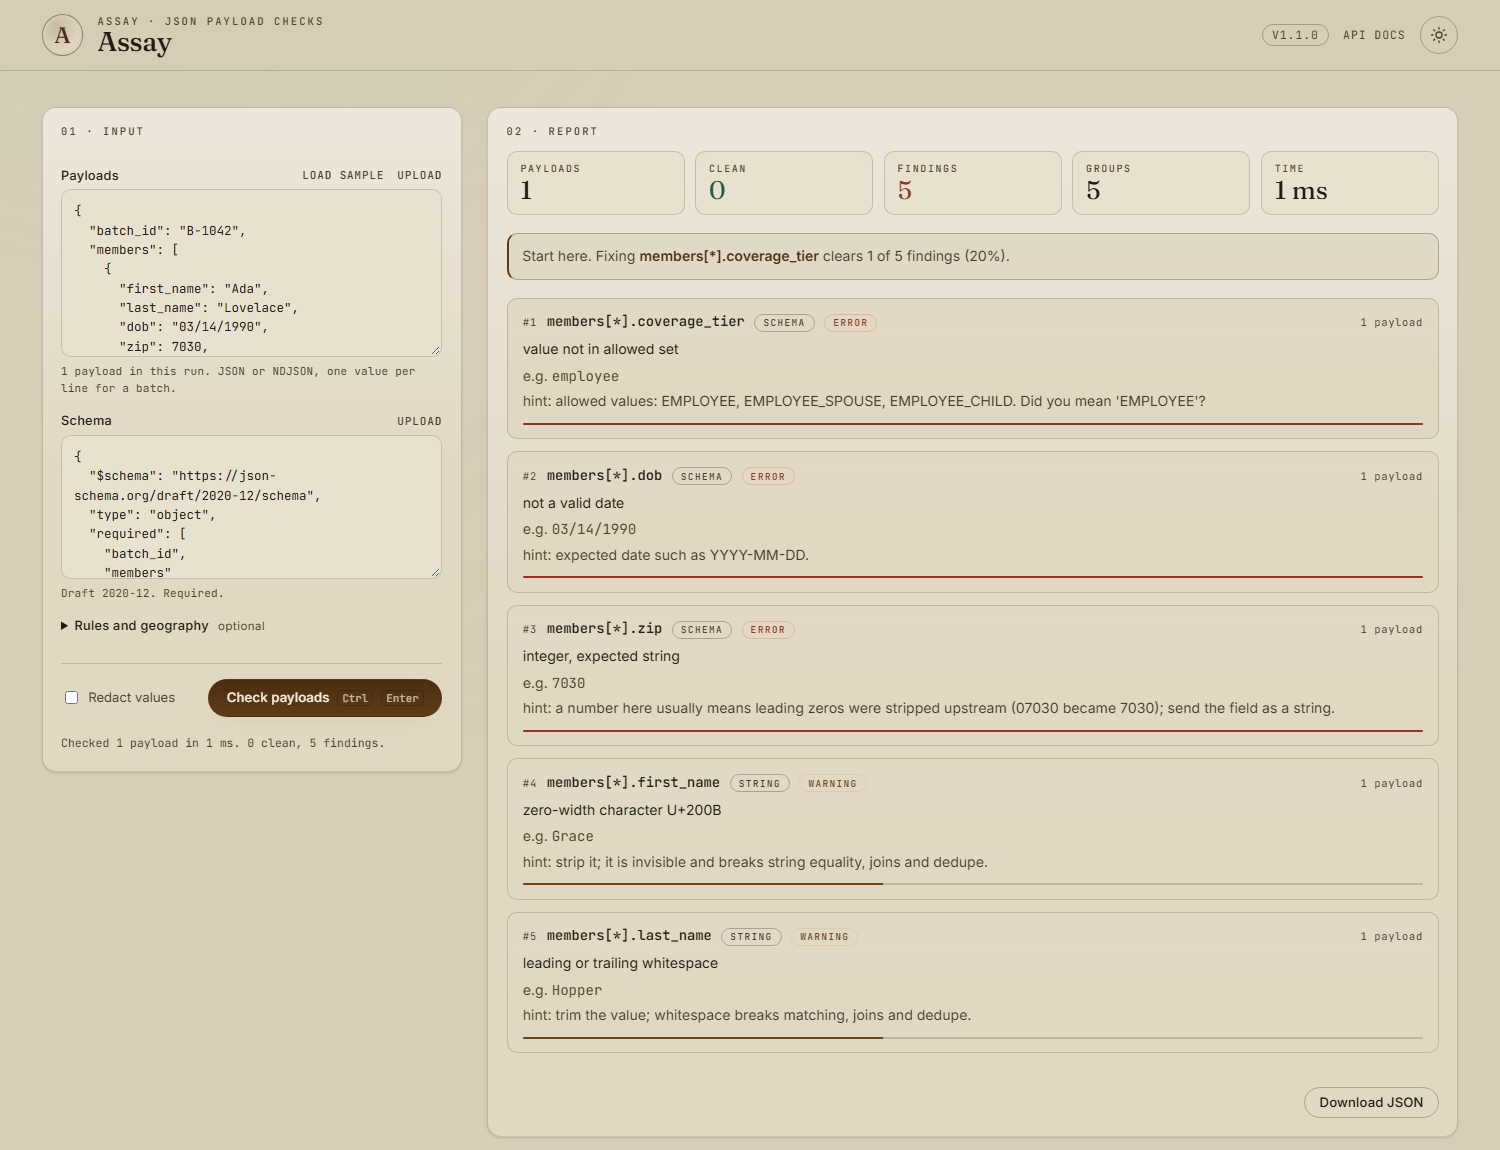 A
ASSAY · JSON PAYLOAD CHECKS
Assay
V1.1.0
API DOCS
01 · INPUT
Payloads
LOAD SAMPLE
UPLOAD
{
"batch_id": "B-1042",
"members": [
{
"first_name": "Ada",
"last_name": "Lovelace",
"dob": "03/14/1990",
"zip": 7030,
1 payload in this run. JSON or NDJSON, one value per
line for a batch.
Schema
UPLOAD
{
"$schema": "https://json-
schema.org/draft/2020-12/schema",
"type": "object",
"required": [
"batch_id",
"members"
Draft 2020-12. Required.
Rules and geography optional
Redact values
Check payloads Ctrl Enter
Checked 1 payload in 1 ms. 0 clean, 5 findings.
02 · REPORT
PAYLOADS
1
CLEAN
0
FINDINGS
5
GROUPS
5
TIME
1 ms
Start here. Fixing members[*].coverage_tier clears 1 of 5 findings (20%).
#1 members[*].coverage_tier SCHEMA ERROR 1 payload
value not in allowed set
e.g. employee
hint: allowed values: EMPLOYEE, EMPLOYEE_SPOUSE, EMPLOYEE_CHILD. Did you mean 'EMPLOYEE'?
#2 members[*].dob SCHEMA ERROR 1 payload
not a valid date
e.g. 03/14/1990
hint: expected date such as YYYY-MM-DD.
#3 members[*].zip SCHEMA ERROR 1 payload
integer, expected string
e.g. 7030
hint: a number here usually means leading zeros were stripped upstream (07030 became 7030); send the field as a string.
#4 members[*].first_name STRING WARNING 1 payload
zero-width character U+200B
e.g. Grace
hint: strip it; it is invisible and breaks string equality, joins and dedupe.
#5 members[*].last_name STRING WARNING 1 payload
leading or trailing whitespace
e.g. Hopper
hint: trim the value; whitespace breaks matching, joins and dedupe.
Download JSON